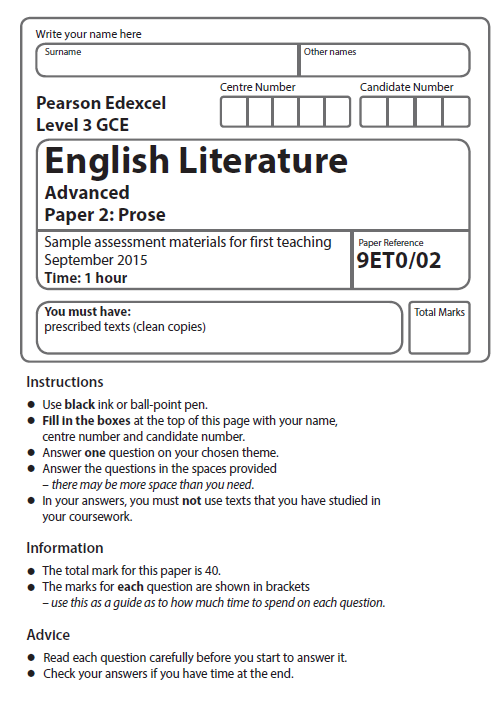 Write your name here
Surname
Other names
Centre Number
Candidate Number
Pearson Edexcel
Level 3 GCE
English Literature
Advanced
Paper 2: Prose
Sample assessment materials for first teaching
September 2015
Time: 1 hour
Paper Reference
9ET0/02
You must have:
prescribed texts (clean copies)
Total Marks
Instructions
● Use black ink or ball-point pen.
● Fill in the boxes at the top of this page with your name,
centre number and candidate number.
● Answer one question on your chosen theme.
● Answer the questions in the spaces provided
– there may be more space than you need.
● In your answers, you must not use texts that you have studied in
your coursework.
Information
● The total mark for this paper is 40.
● The marks for each question are shown in brackets
– use this as a guide as to how much time to spend on each question.
Advice
● Read each question carefully before you start to answer it.
● Check your answers if you have time at the end.